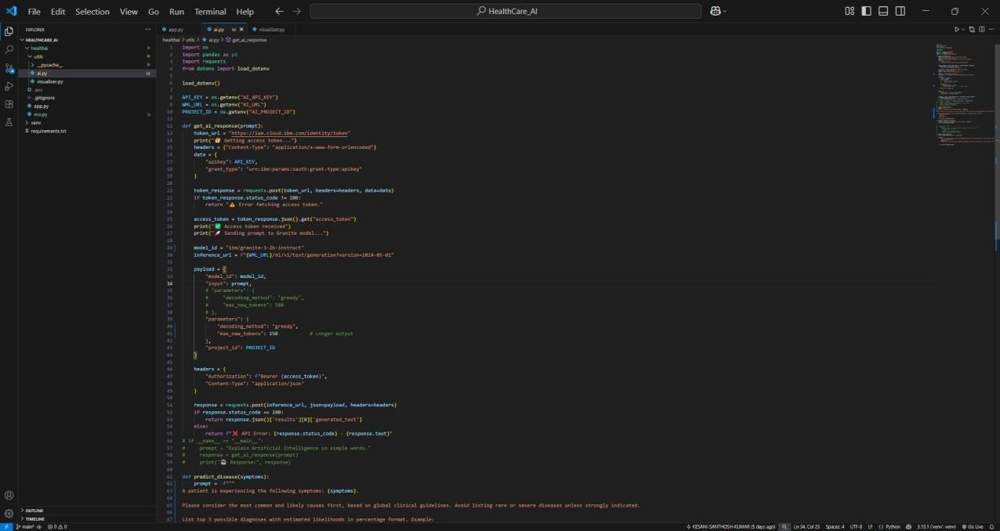 File Edit Selection View Go Run Terminal Help
HealthCare_AI
EXPLORER
HEALTHCARE_AI
healthai
utils
__pycache__
ai.py M
visualizer.py
.env
.gitignore
app.py
mo.py U
venv
requirements.txt
OUTLINE
TIMELINE
app.py ai.py M visualizer.py
healthai > utils > ai.py > get_ai_response
1 import os
2 import pandas as pd
3 import requests
4 from dotenv import load_dotenv
5
6 load_dotenv()
7
8 API_KEY = os.getenv("AI_API_KEY")
9 WML_URL = os.getenv("AI_URL")
10 PROJECT_ID = os.getenv("AI_PROJECT_ID")
11
12 def get_ai_response(prompt):
13 token_url = "https://iam.cloud.ibm.com/identity/token"
14 print("🔐 Getting access token...")
15 headers = {"Content-Type": "application/x-www-form-urlencoded"}
16 data = {
17 "apikey": API_KEY,
18 "grant_type": "urn:ibm:params:oauth:grant-type:apikey"
19 }
20
21 token_response = requests.post(token_url, headers=headers, data=data)
22 if token_response.status_code != 200:
23 return "⚠️ Error fetching access token."
24
25 access_token = token_response.json().get("access_token")
26 print("✅ Access token received")
27 print("🚀 Sending prompt to Granite model...")
28
29 model_id = "ibm/granite-3-2b-instruct"
30 inference_url = f"{WML_URL}/ml/v1/text/generation?version=2024-05-01"
31
32 payload = {
33 "model_id": model_id,
34 "input": prompt,
35 # "parameters": {
36 # "decoding_method": "greedy",
37 # "max_new_tokens": 500
38 # },
39 "parameters": {
40 "decoding_method": "greedy",
41 "max_new_tokens": 150 # Longer output
42 },
43 "project_id": PROJECT_ID
44 }
45
46 headers = {
47 "Authorization": f"Bearer {access_token}",
48 "Content-Type": "application/json"
49 }
50
51 response = requests.post(inference_url, json=payload, headers=headers)
52 if response.status_code == 200:
53 return response.json()['results'][0]['generated_text']
54 else:
55 return f"❌ API Error: {response.status_code} - {response.text}"
56 # if __name__ == "__main__":
57 # prompt = "Explain Artificial Intelligence in simple words."
58 # response = get_ai_response(prompt)
59 # print("🤖 Response:", response)
60
61 def predict_disease(symptoms):
62 prompt = f"""
63 A patient is experiencing the following symptoms: {symptoms}.
64
65 Please consider the most common and likely causes first, based on global clinical guidelines. Avoid listing rare or severe diseases unless strongly indicated.
66
67 List top 3 possible diagnoses with estimated likelihoods in percentage format. Example:
main* 0 0 KESANI-SANTHOSH-KUMAR (5 days ago) Ln 34, Col 25 Spaces: 4 UTF-8 LF {} Python 3.13.1 ('venv': venv) Go Live